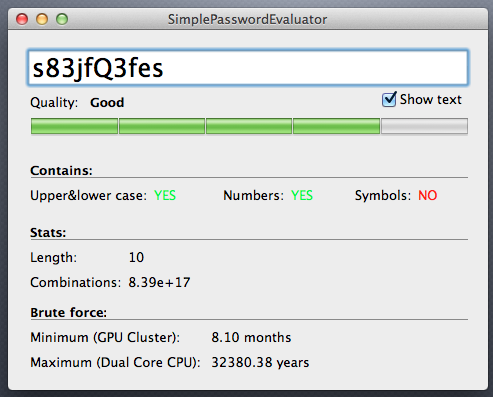 SimplePasswordEvaluator
s83jfQ3fes
Quality: Good Show text
Contains:
Upper&lower case: YES Numbers: YES Symbols: NO
Stats:
Length: 10
Combinations: 8.39e+17
Brute force:
Minimum (GPU Cluster): 8.10 months
Maximum (Dual Core CPU): 32380.38 years